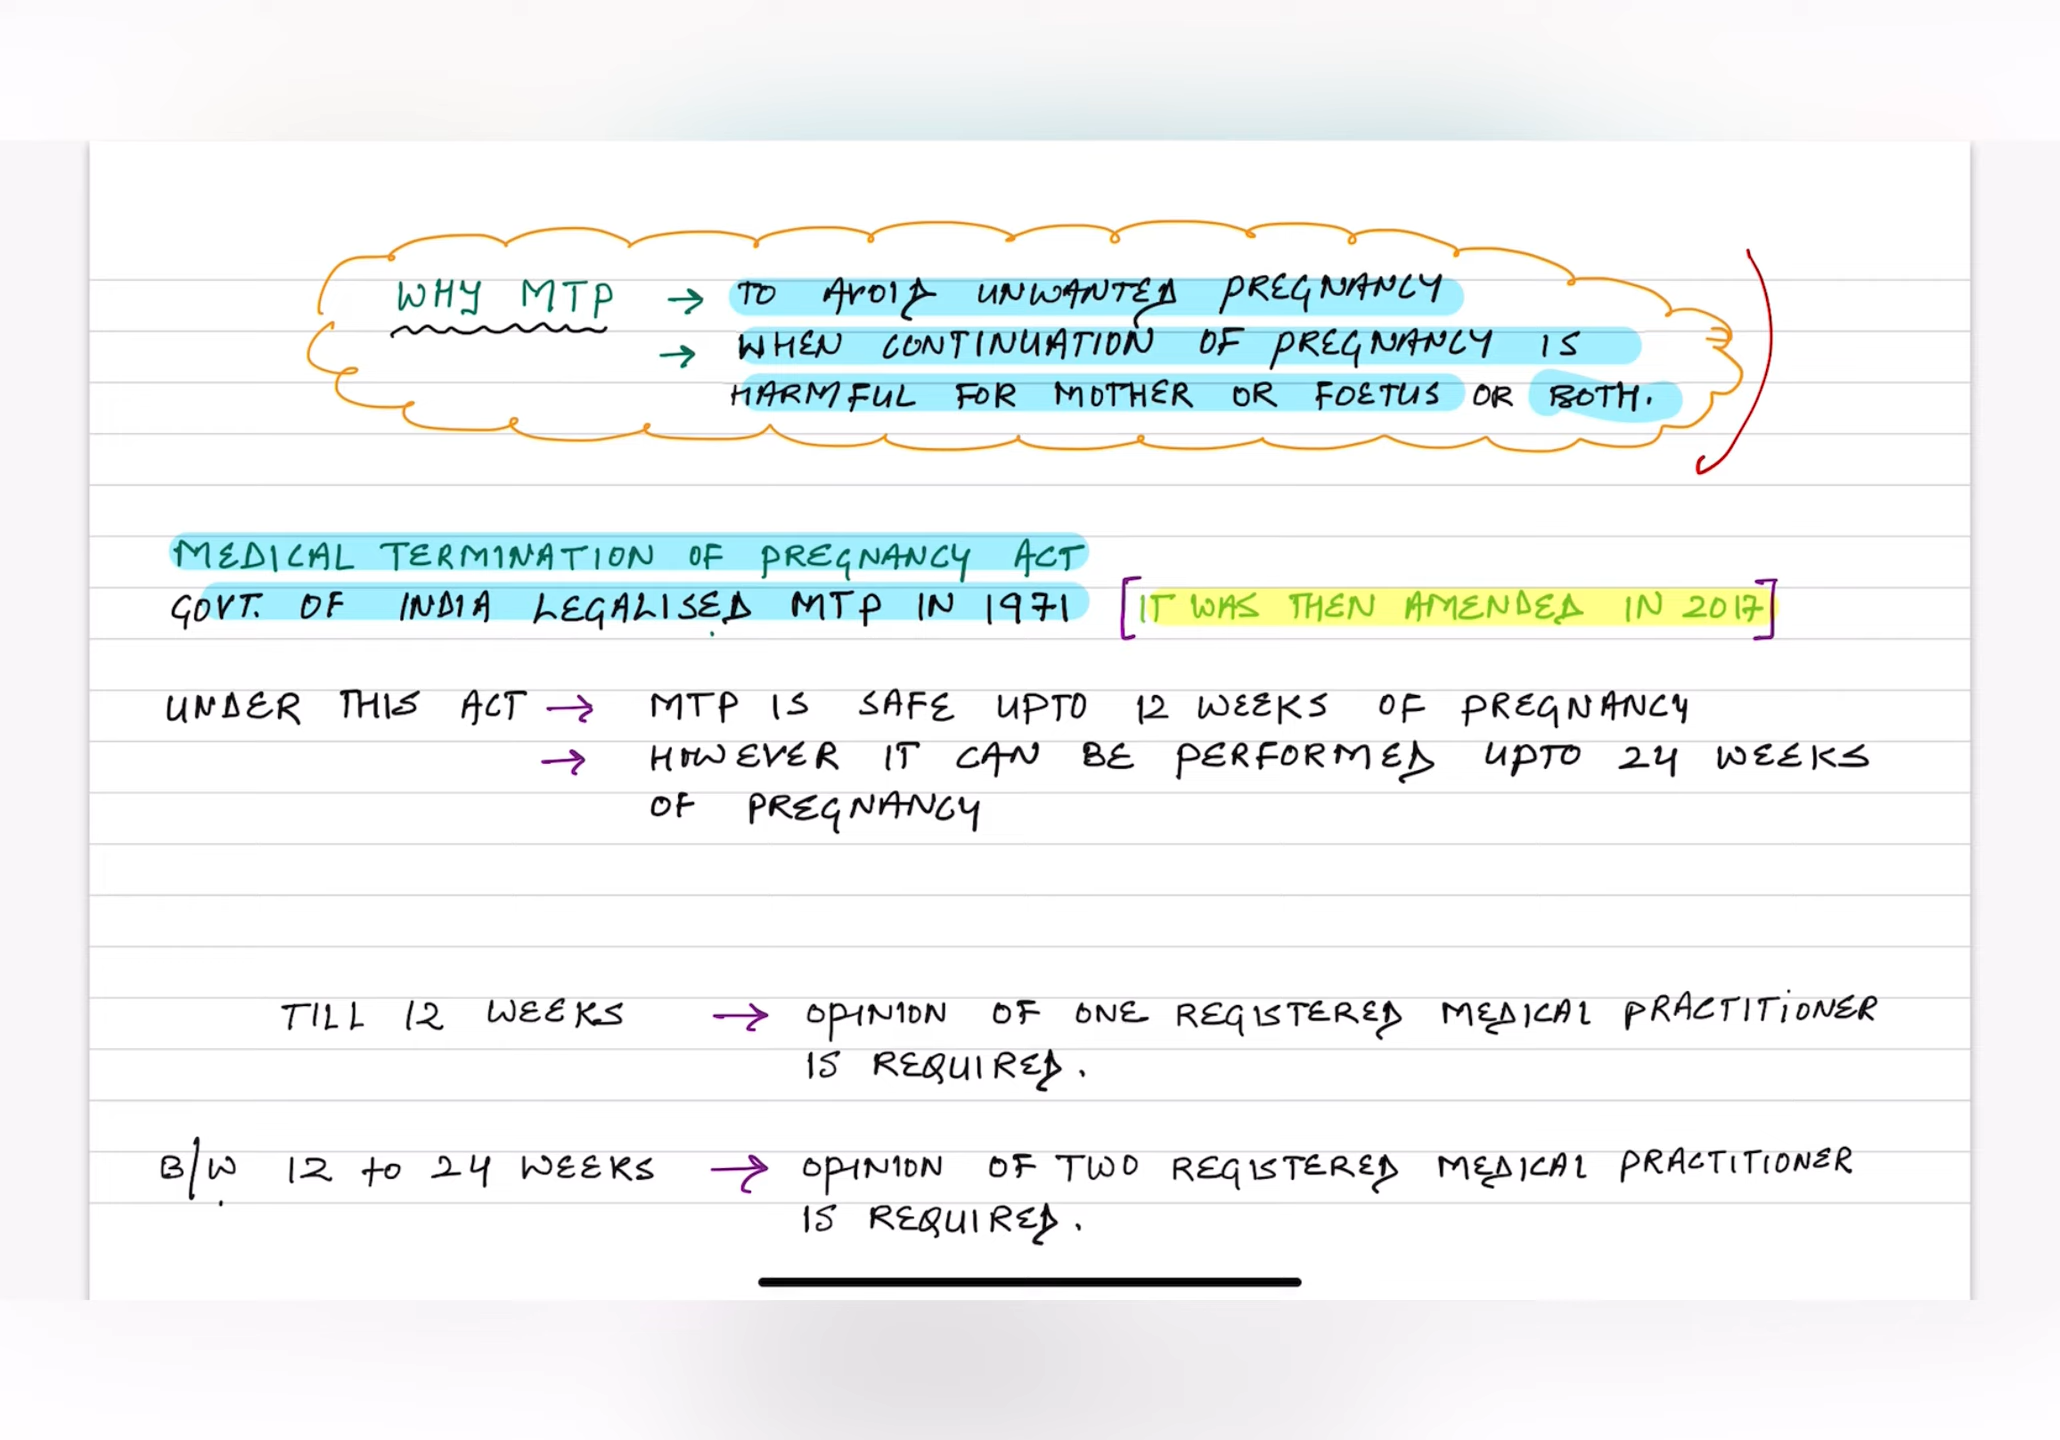 WHY MTP → TO AVOID UNWANTED PREGNANCY
→ WHEN CONTINUATION OF PREGNANCY IS
HARMFUL FOR MOTHER OR FOETUS OR BOTH.
MEDICAL TERMINATION OF PREGNANCY ACT
GOVT. OF INDIA LEGALISED MTP IN 1971 [IT WAS THEN AMENDED IN 2017]
UNDER THIS ACT → MTP IS SAFE UPTO 12 WEEKS OF PREGNANCY
→ HOWEVER IT CAN BE PERFORMED UPTO 24 WEEKS
OF PREGNANCY
TILL 12 WEEKS → OPINION OF ONE REGISTERED MEDICAL PRACTITIONER
IS REQUIRED.
B/W 12 to 24 WEEKS → OPINION OF TWO REGISTERED MEDICAL PRACTITIONER
IS REQUIRED.